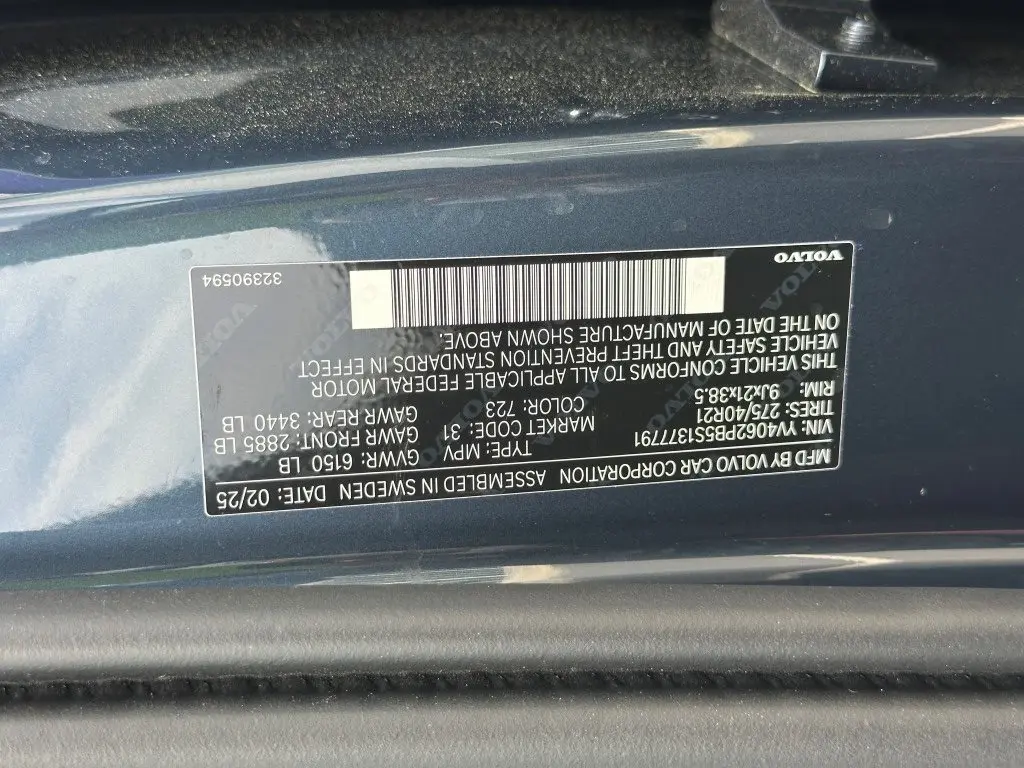 MFD BY VOLVO CAR CORPORATION ASSEMBLED IN SWEDEN DATE: 02/25
VIN: YV4062PB5S1377791 TYPE: MPV GVWR: 6150 LB
TIRES: 275/40R21 MARKET CODE: 31 GAWR FRONT: 2885 LB
RIM: 9Jx21x38.5 COLOR: 723 GAWR REAR: 3440 LB
THIS VEHICLE CONFORMS TO ALL APPLICABLE FEDERAL MOTOR
VEHICLE SAFETY AND THEFT PREVENTION STANDARDS IN EFFECT
ON THE DATE OF MANUFACTURE SHOWN ABOVE.
VOLVO 32390594